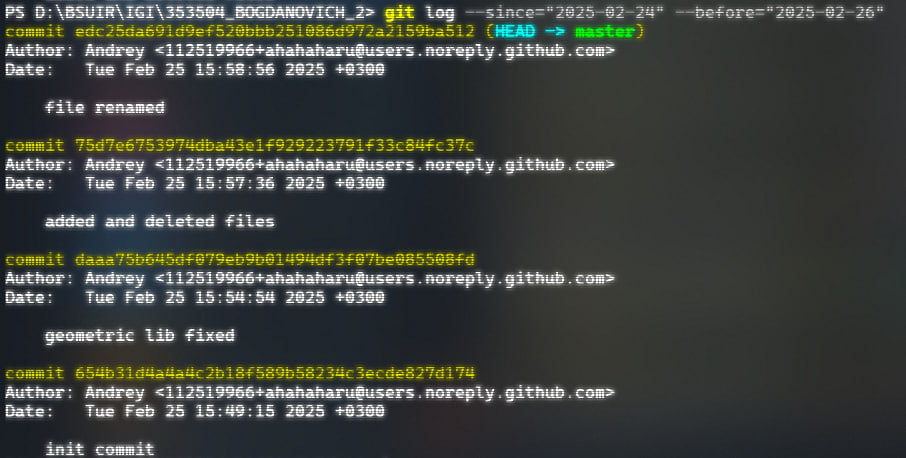 PS D:\BSUIR\IGI\353504_BOGDANOVICH_2> git log --since="2025-02-24" --before="2025-02-26"
commit edc25da691d9ef520bbb251086d972a2159ba512 (HEAD -> master)
Author: Andrey <112519966+ahahaharu@users.noreply.github.com>
Date:   Tue Feb 25 15:58:56 2025 +0300
file renamed
commit 75d7e6753974dba43e1f929223791f33c84fc37c
Author: Andrey <112519966+ahahaharu@users.noreply.github.com>
Date:   Tue Feb 25 15:57:36 2025 +0300
added and deleted files
commit daaa75b645df079eb9b01494df3f07be085508fd
Author: Andrey <112519966+ahahaharu@users.noreply.github.com>
Date:   Tue Feb 25 15:54:54 2025 +0300
geometric lib fixed
commit 654b31d4a4a4c2b18f589b58234c3ecde827d174
Author: Andrey <112519966+ahahaharu@users.noreply.github.com>
Date:   Tue Feb 25 15:49:15 2025 +0300
init commit